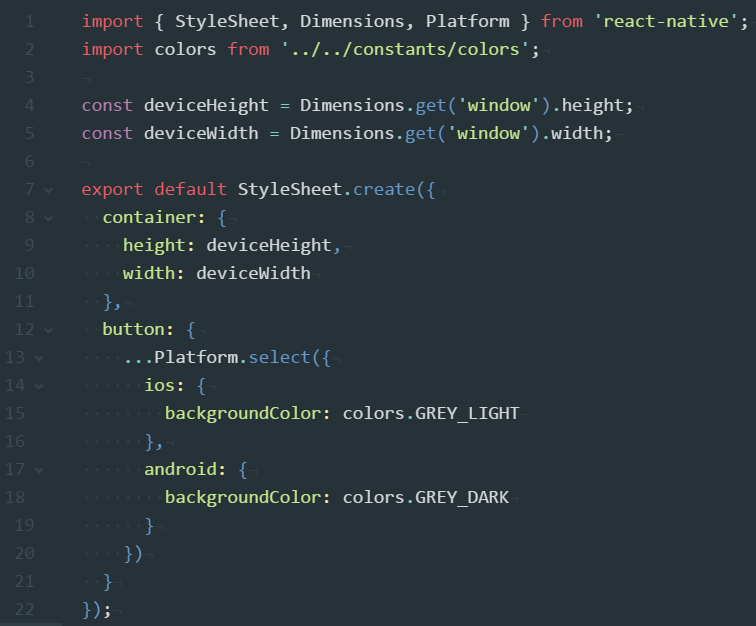 1 import { StyleSheet, Dimensions, Platform } from 'react-native';
2 import colors from '../../constants/colors';
3
4 const deviceHeight = Dimensions.get('window').height;
5 const deviceWidth = Dimensions.get('window').width;
6
7 export default StyleSheet.create({
8   container: {
9     height: deviceHeight,
10     width: deviceWidth
11   },
12   button: {
13     ...Platform.select({
14       ios: {
15         backgroundColor: colors.GREY_LIGHT
16       },
17       android: {
18         backgroundColor: colors.GREY_DARK
19       }
20     })
21   }
22 });